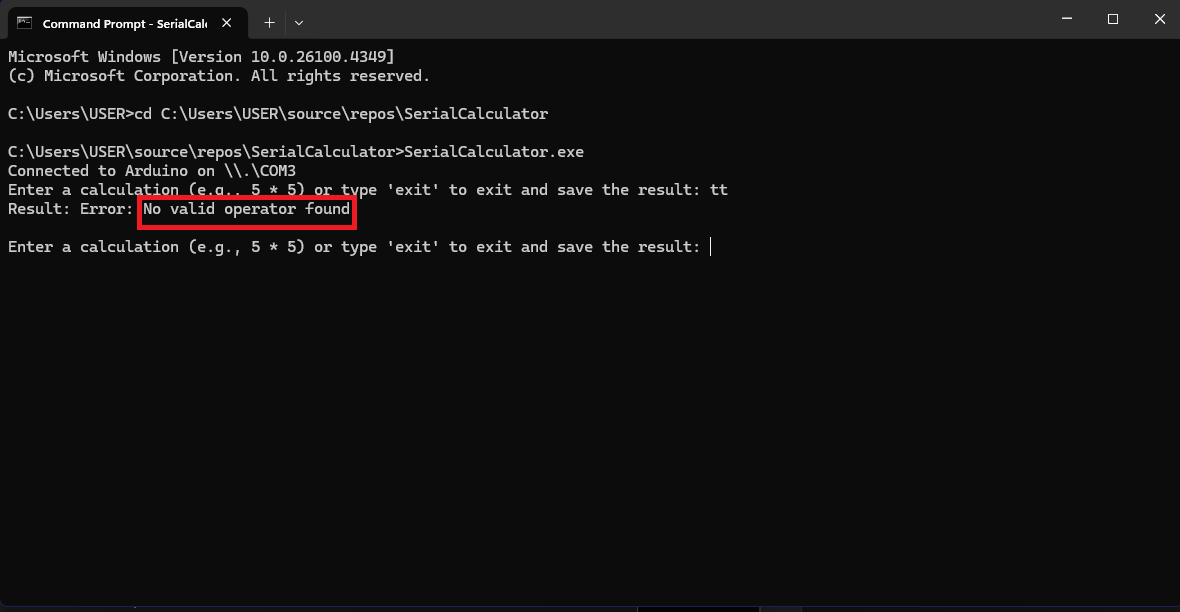 Command Prompt - SerialCal
Microsoft Windows [Version 10.0.26100.4349]
(c) Microsoft Corporation. All rights reserved.
C:\Users\USER>cd C:\Users\USER\source\repos\SerialCalculator
C:\Users\USER\source\repos\SerialCalculator>SerialCalculator.exe
Connected to Arduino on \\.\COM3
Enter a calculation (e.g., 5 * 5) or type 'exit' to exit and save the result: tt
Result: Error: No valid operator found
Enter a calculation (e.g., 5 * 5) or type 'exit' to exit and save the result: